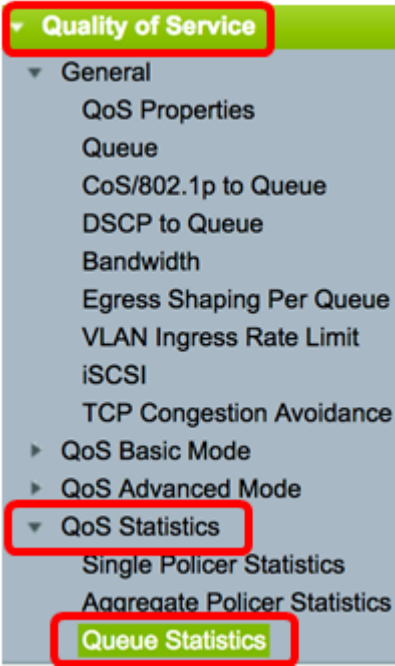 Quality of Service
General
QoS Properties
Queue
CoS/802.1p to Queue
DSCP to Queue
Bandwidth
Egress Shaping Per Queue
VLAN Ingress Rate Limit
iSCSI
TCP Congestion Avoidance
QoS Basic Mode
QoS Advanced Mode
QoS Statistics
Single Policer Statistics
Aggregate Policer Statistics
Queue Statistics